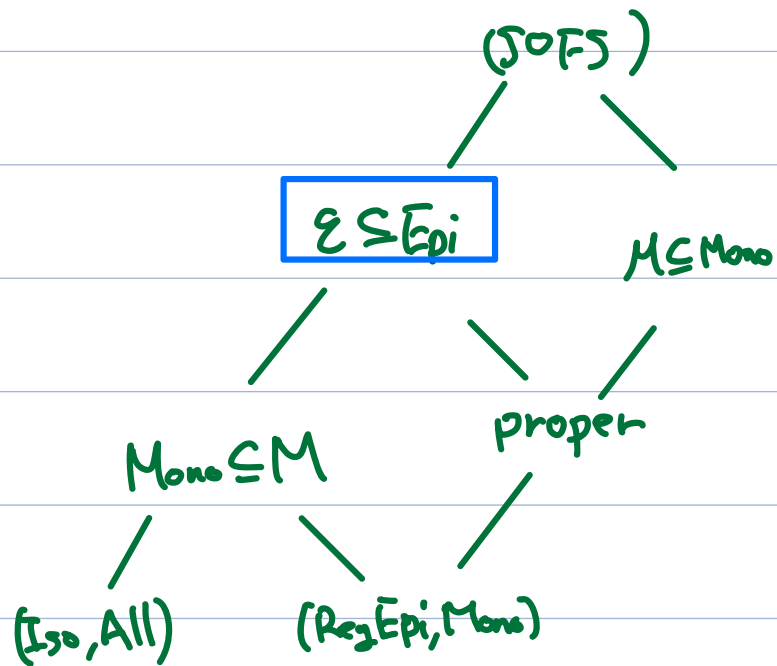 (SOFS)
ℰ ⊆ Epi
M ⊆ Mono
Mono ⊆ M
proper
(Iso, All)
(RegEpi, Mono)